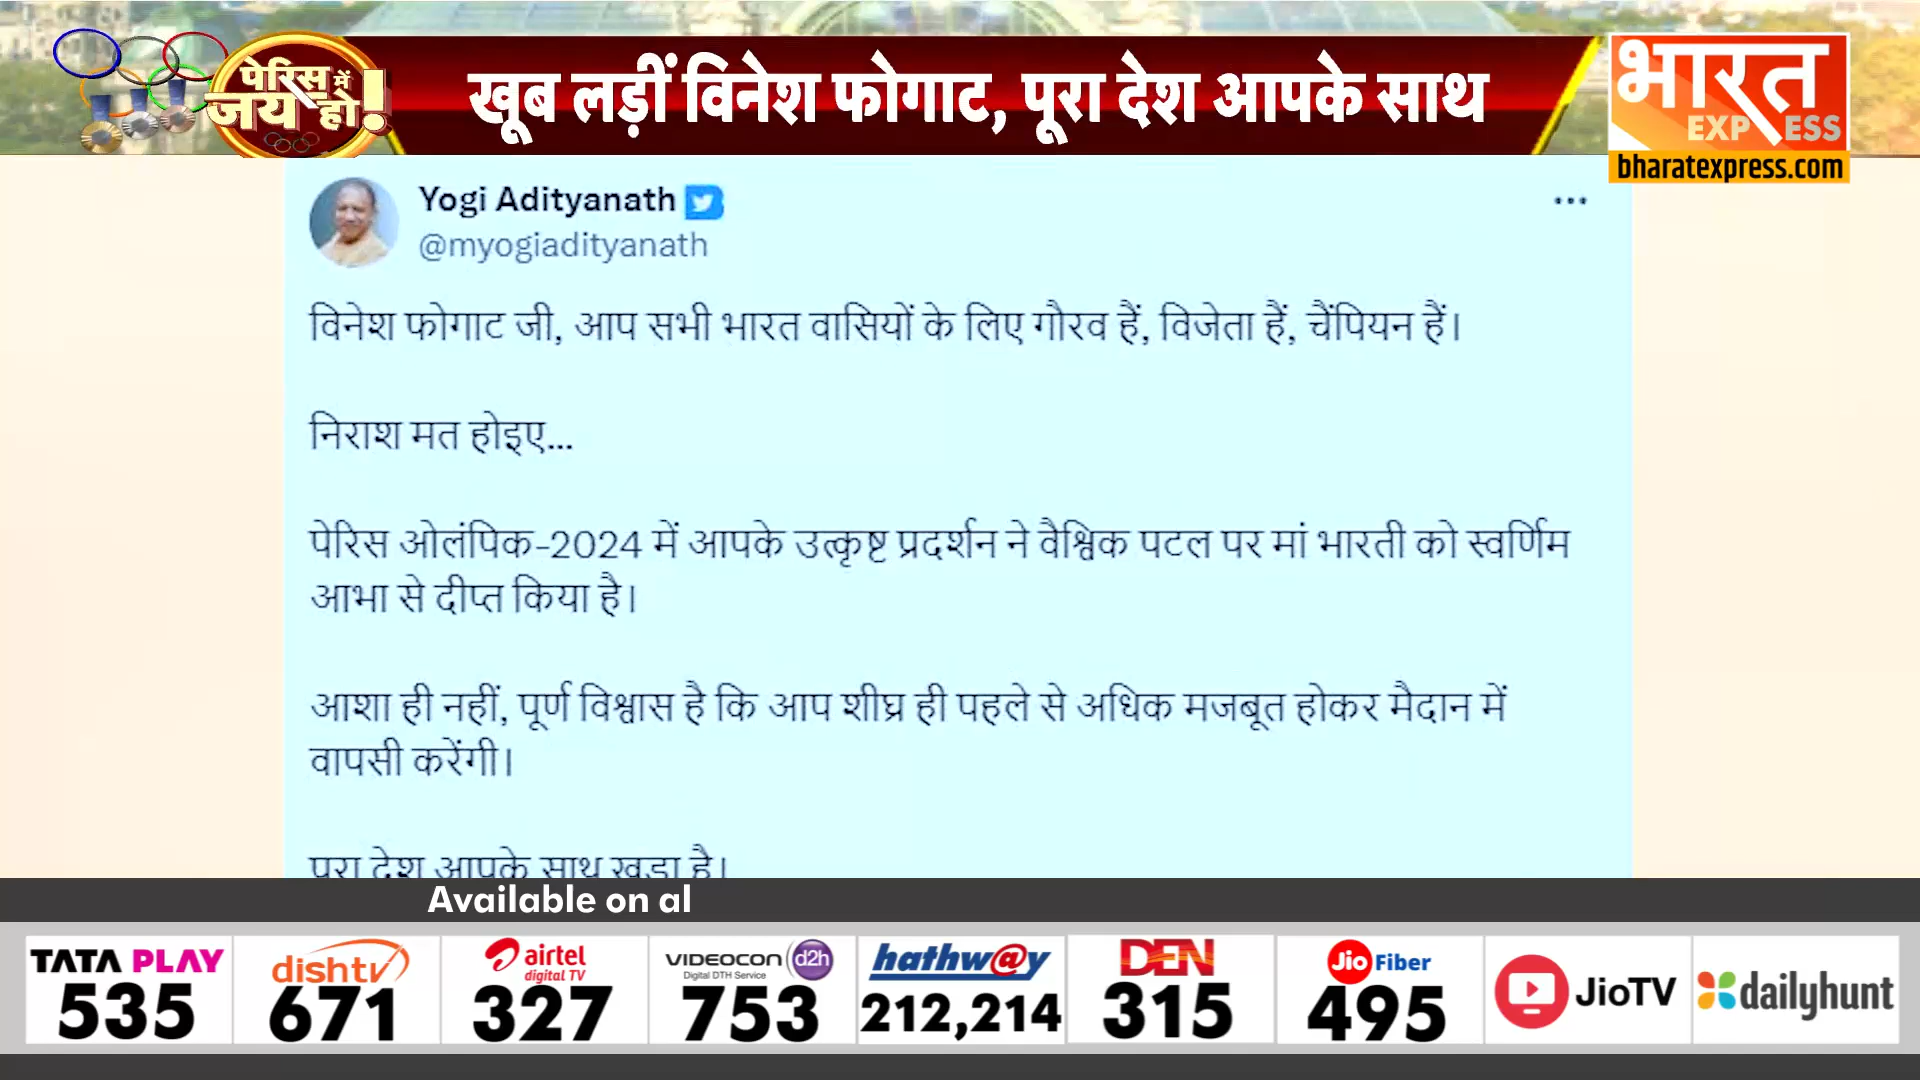 पेरिस में
जय हो!
खूब लड़ीं विनेश फोगाट, पूरा देश आपके साथ
भारत
EXPRESS
bharatexpress.com
Yogi Adityanath
@myogiadityanath
विनेश फोगाट जी, आप सभी भारत वासियों के लिए गौरव हैं, विजेता हैं, चैंपियन हैं।
निराश मत होइए...
पेरिस ओलंपिक-2024 में आपके उत्कृष्ट प्रदर्शन ने वैश्विक पटल पर मां भारती को स्वर्णिम
आभा से दीप्त किया है।
आशा ही नहीं, पूर्ण विश्वास है कि आप शीघ्र ही पहले से अधिक मजबूत होकर मैदान में
वापसी करेंगी।
पूरा देश आपके साथ खड़ा है।
Available on al
TATA PLAY
535
dishtv
671
airtel
digital TV
327
VIDEOCON d2h
Digital DTH Service
753
hathway
212,214
DEN
315
Jio Fiber
495
JioTV
dailyhunt